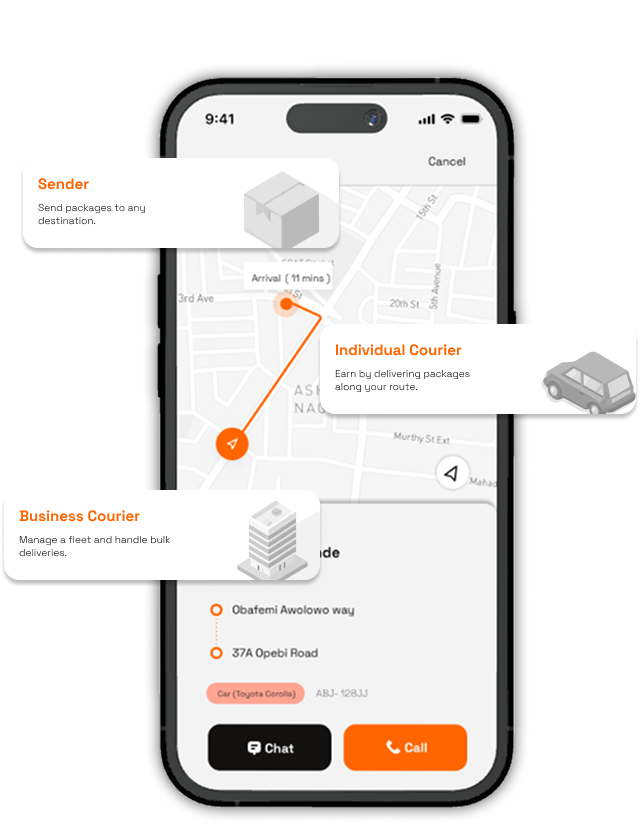 9:41
Cancel
Sender
Send packages to any
destination.
15th St
Arrival ( 11 mins )
St
3rd Ave
20th St
5th Avenue
Individual Courier
Earn by delivering packages
along your route.
ASH
NAG
Murthy St Ext
Mahad
Business Courier
Manage a fleet and handle bulk
deliveries.
nde
Obafemi Awolowo way
37A Opebi Road
Car (Toyota Corolla)
ABJ- 128JJ
Chat
Call